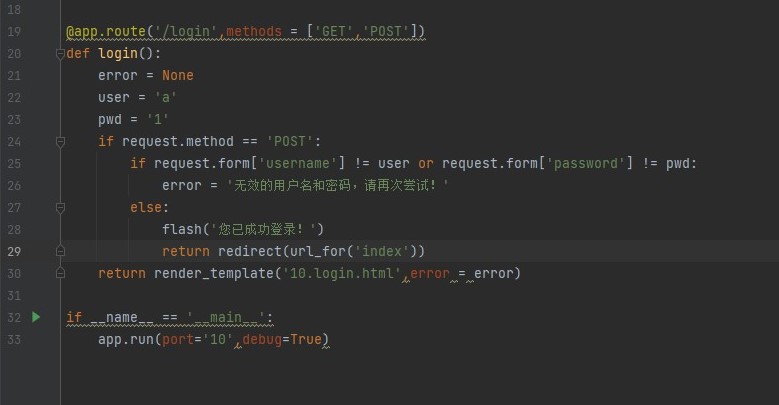 18
19 @app.route('/login',methods = ['GET','POST'])
20 def login():
21 error = None
22 user = 'a'
23 pwd = '1'
24 if request.method == 'POST':
25 if request.form['username'] != user or request.form['password'] != pwd:
26 error = '无效的用户名和密码，请再次尝试！'
27 else:
28 flash('您已成功登录！')
29 return redirect(url_for('index'))
30 return render_template('10.login.html',error = error)
31
32 if __name__ == '__main__':
33 app.run(port='10',debug=True)